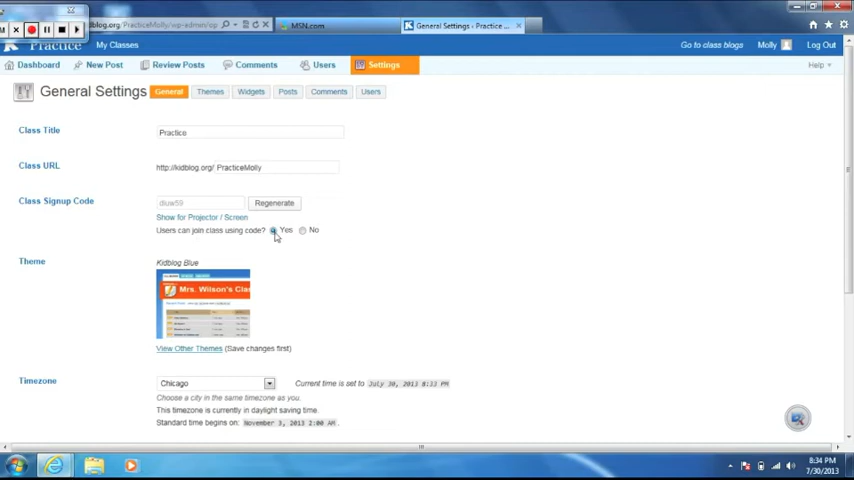 dblog.org/PracticeMolly/wp-admin/op
MSN.com
General Settings ‹ Practice ...
Practice My Classes Go to class blogs Molly Log Out
Dashboard New Post Review Posts Comments Users Settings Help
General Settings General Themes Widgets Posts Comments Users
Class Title Practice
Class URL http://kidblog.org/ PracticeMolly
Class Signup Code dluw59 Regenerate
Show for Projector / Screen
Users can join class using code? Yes No
Theme Kidblog Blue
Mrs. Wilson's Clas
View Other Themes (Save changes first)
Timezone Chicago Current time is set to July 30, 2013 8:33 PM
Choose a city in the same timezone as you.
This timezone is currently in daylight saving time.
Standard time begins on: November 3, 2013 2:00 AM.
8:34 PM
7/30/2013